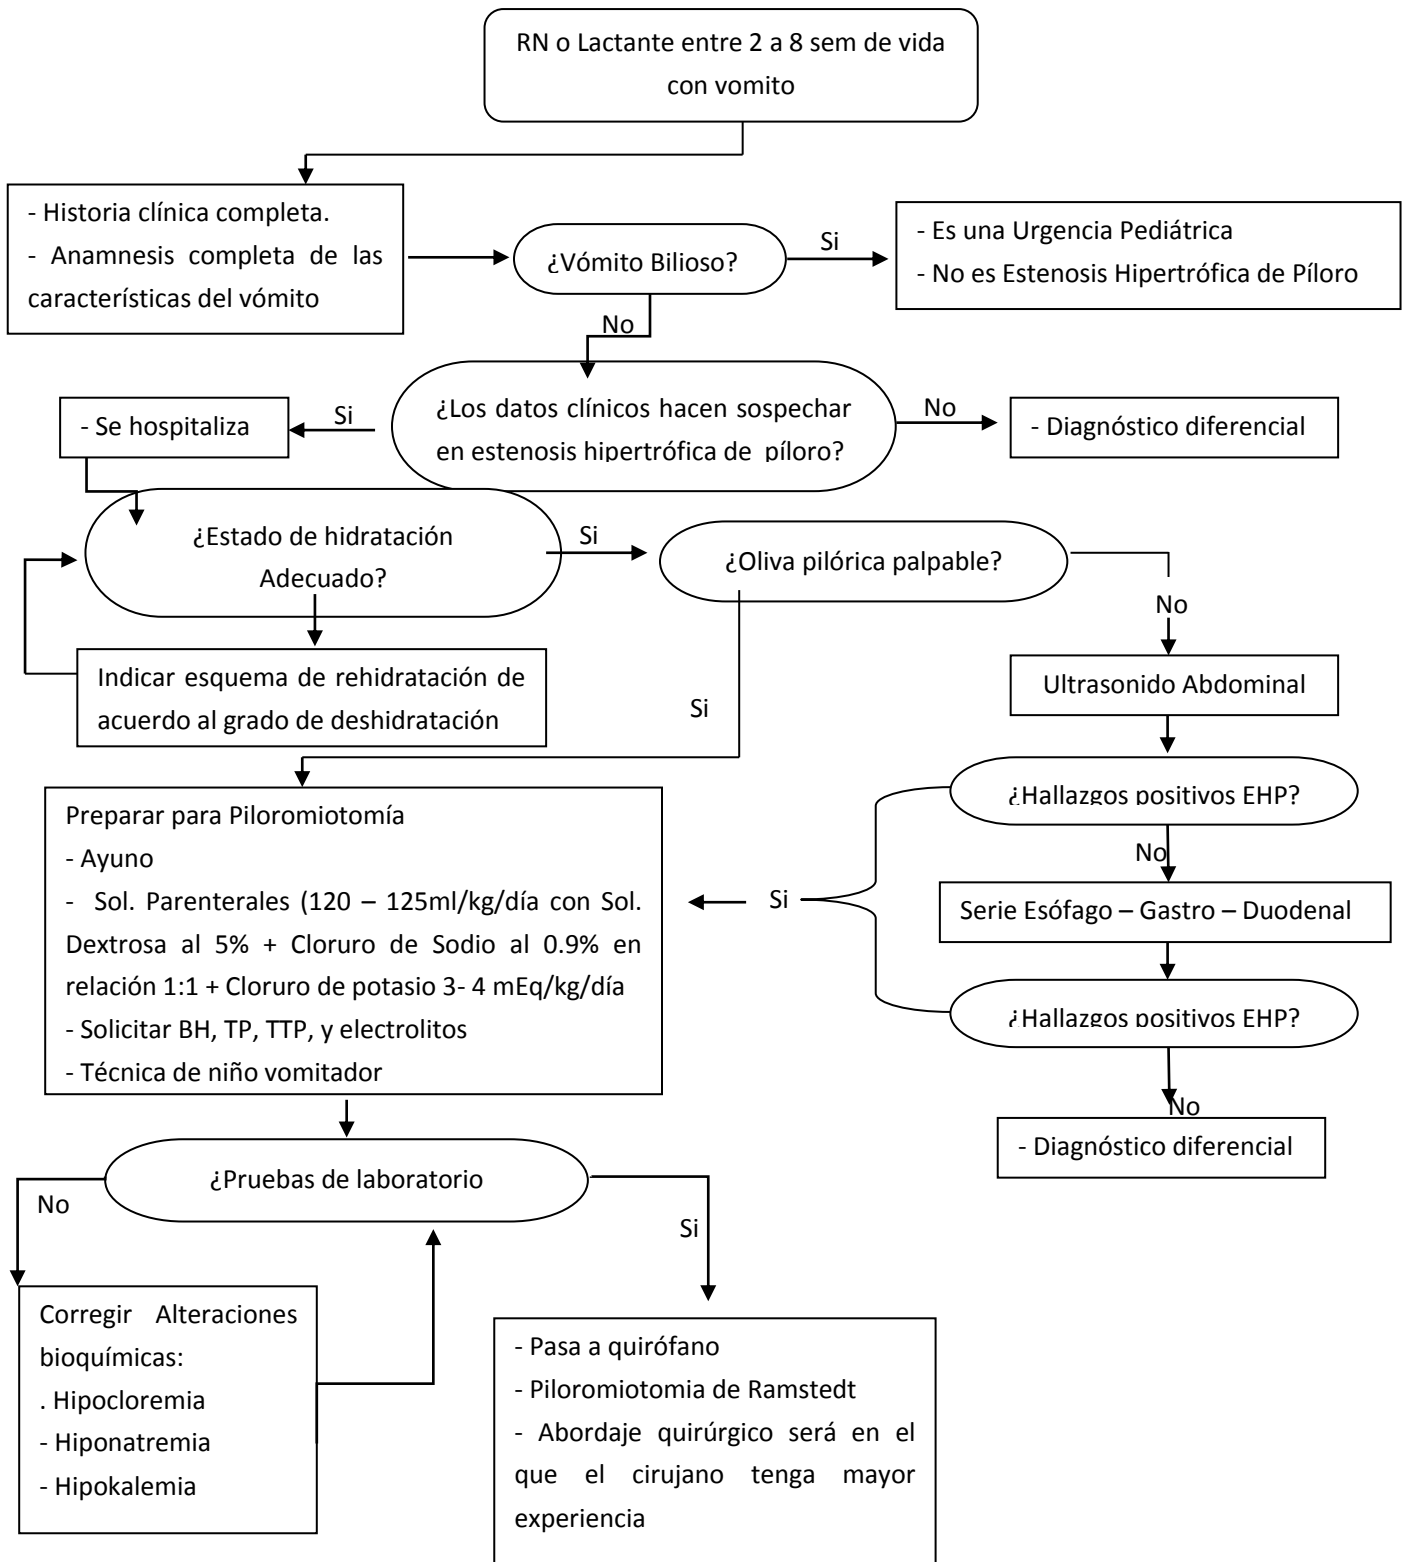 RN o Lactante entre 2 a 8 sem de vida
con vomito
- Historia clínica completa.
- Anamnesis completa de las
características del vómito
¿Vómito Bilioso?
Si
- Es una Urgencia Pediátrica
- No es Estenosis Hipertrófica de Píloro
No
¿Los datos clínicos hacen sospechar
en estenosis hipertrófica de píloro?
Si
- Se hospitaliza
No
- Diagnóstico diferencial
¿Estado de hidratación
Adecuado?
Si
¿Oliva pilórica palpable?
No
Indicar esquema de rehidratación de
acuerdo al grado de deshidratación
Si
Ultrasonido Abdominal
¿Hallazgos positivos EHP?
No
Serie Esófago – Gastro – Duodenal
¿Hallazgos positivos EHP?
No
- Diagnóstico diferencial
Si
Preparar para Piloromiotomía
- Ayuno
- Sol. Parenterales (120 – 125ml/kg/día con Sol.
Dextrosa al 5% + Cloruro de Sodio al 0.9% en
relación 1:1 + Cloruro de potasio 3- 4 mEq/kg/día
- Solicitar BH, TP, TTP, y electrolitos
- Técnica de niño vomitador
¿Pruebas de laboratorio
No
Si
Corregir Alteraciones
bioquímicas:
. Hipocloremia
- Hiponatremia
- Hipokalemia
- Pasa a quirófano
- Piloromiotomia de Ramstedt
- Abordaje quirúrgico será en el
que el cirujano tenga mayor
experiencia